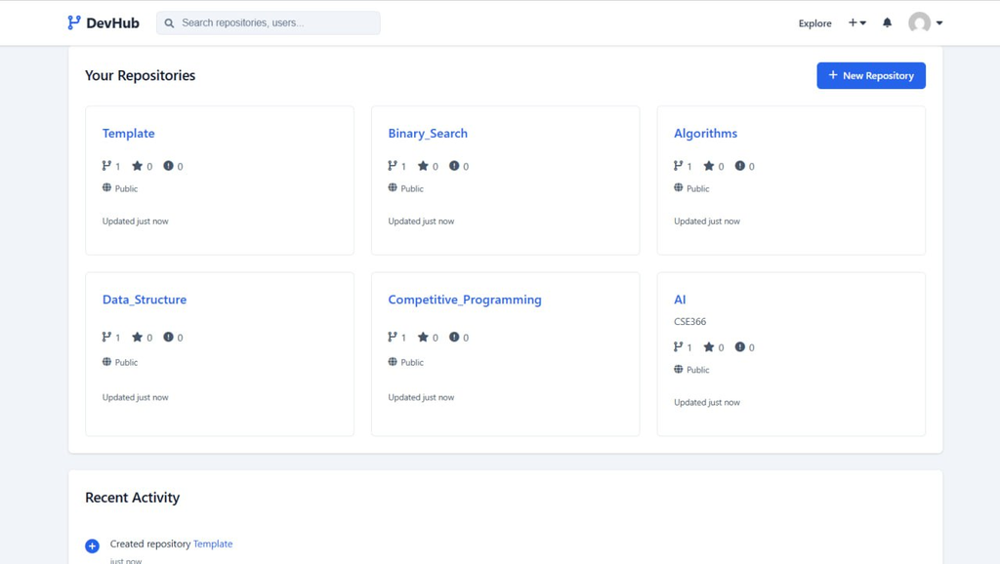 DevHub
Search repositories, users...
Explore
Your Repositories
+ New Repository
Template
1 0 0
Public
Updated just now
Binary_Search
1 0 0
Public
Updated just now
Algorithms
1 0 0
Public
Updated just now
Data_Structure
1 0 0
Public
Updated just now
Competitive_Programming
1 0 0
Public
Updated just now
AI
CSE366
1 0 0
Public
Updated just now
Recent Activity
Created repository Template
just now